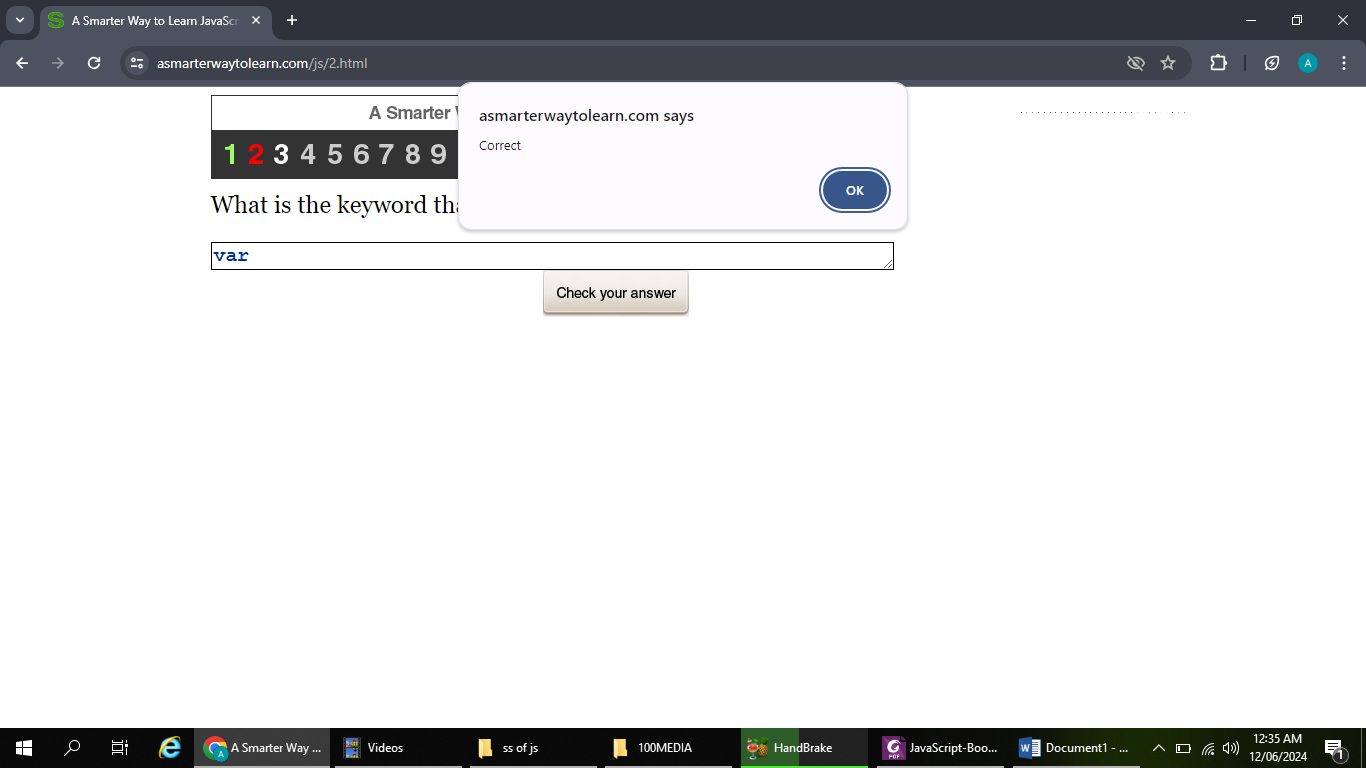 A Smarter Way to Learn JavaScr
asmarterwaytolearn.com/js/2.html
A
A Smarter
asmarterwaytolearn.com says
Correct
OK
1 2 3 4 5 6 7 8 9
What is the keyword tha
var
Check your answer
A Smarter Way ...
Videos
ss of js
100MEDIA
HandBrake
JavaScript-Boo...
Document1 - ...
12:35 AM
12/06/2024
1